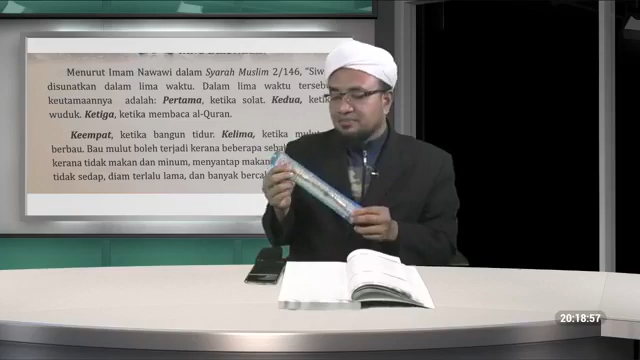 Menurut Imam Nawawi dalam Syarah Muslim 2/146, "Siw
disunatkan dalam lima waktu. Dalam lima waktu terseb
keutamaannya adalah: Pertama, ketika solat. Kedua, keti
wuduk. Ketiga, ketika membaca al-Quran.
Keempat, ketika bangun tidur. Kelima, ketika mulut
berbau. Bau mulut boleh terjadi kerana beberapa sebab
kerana tidak makan dan minum, menyantap makan
tidak sedap, diam terlalu lama, dan banyak bercak
20:18:57